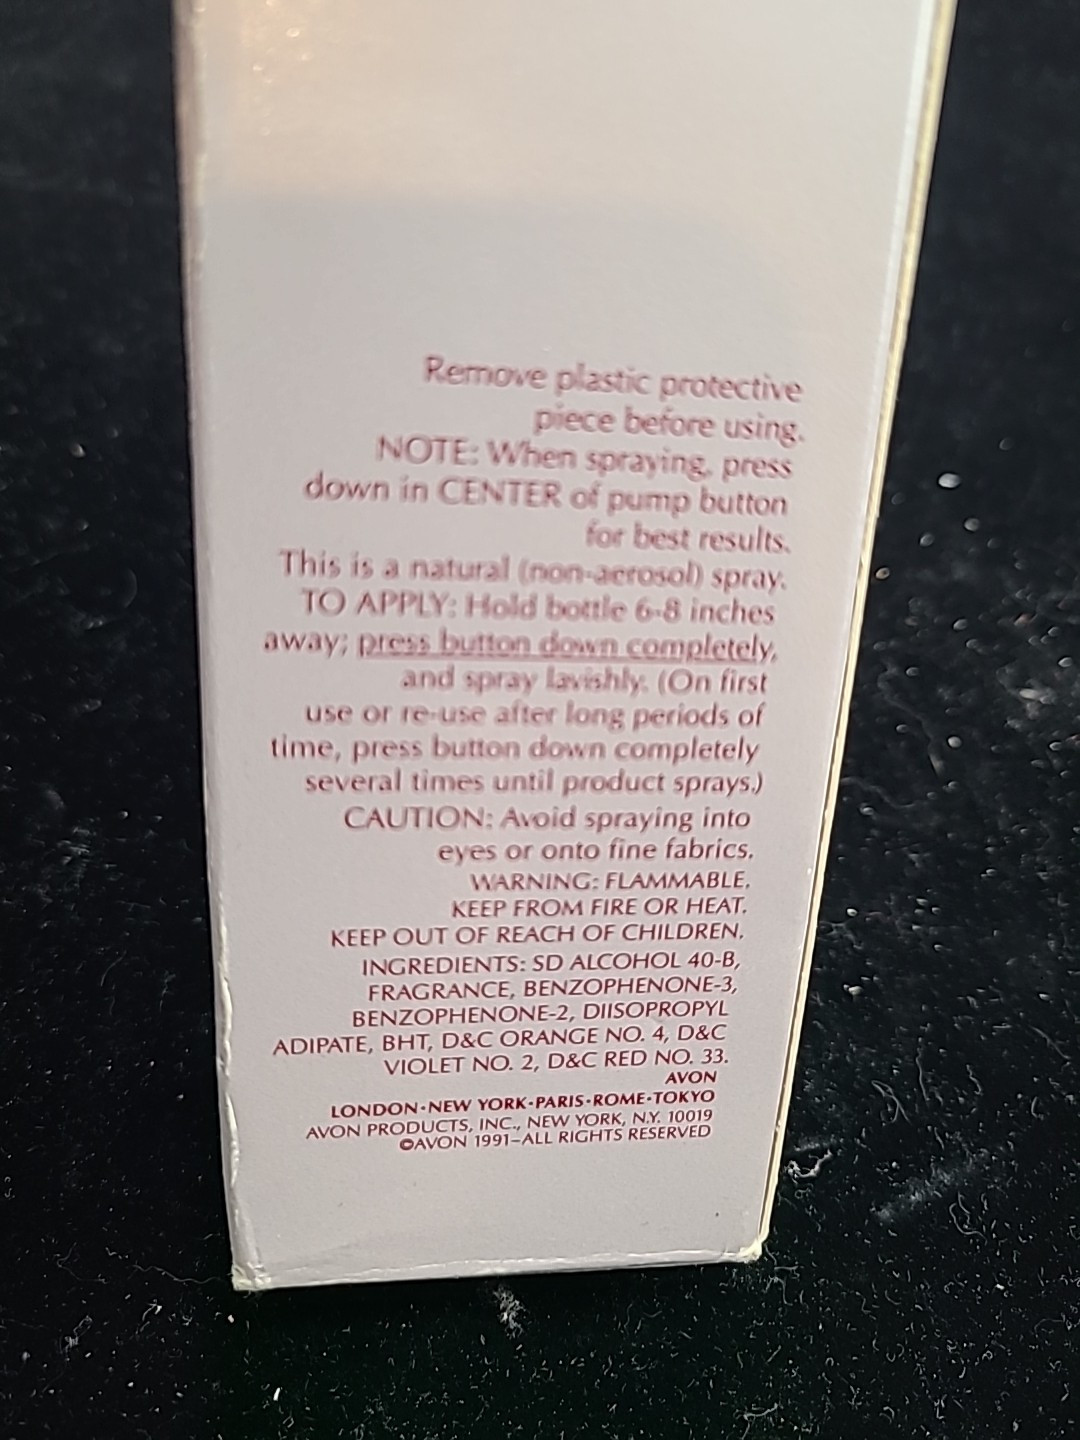 Remove plastic protective
piece before using.
NOTE: When spraying, press
down in CENTER of pump button
for best results.
This is a natural (non-aerosol) spray.
TO APPLY: Hold bottle 6-8 inches
away; press button down completely,
and spray lavishly. (On first
use or re-use after long periods of
time, press button down completely
several times until product sprays.)
CAUTION: Avoid spraying into
eyes or onto fine fabrics.
WARNING: FLAMMABLE,
KEEP FROM FIRE OR HEAT.
KEEP OUT OF REACH OF CHILDREN.
INGREDIENTS: SD ALCOHOL 40-B,
FRAGRANCE, BENZOPHENONE-3,
BENZOPHENONE-2, DIISOPROPYL
ADIPATE, BHT, D&C ORANGE NO. 4, D&C
VIOLET NO. 2, D&C RED NO. 33.
AVON
LONDON·NEW YORK·PARIS·ROME·TOKYO
AVON PRODUCTS, INC., NEW YORK, N.Y. 10019
©AVON 1991–ALL RIGHTS RESERVED